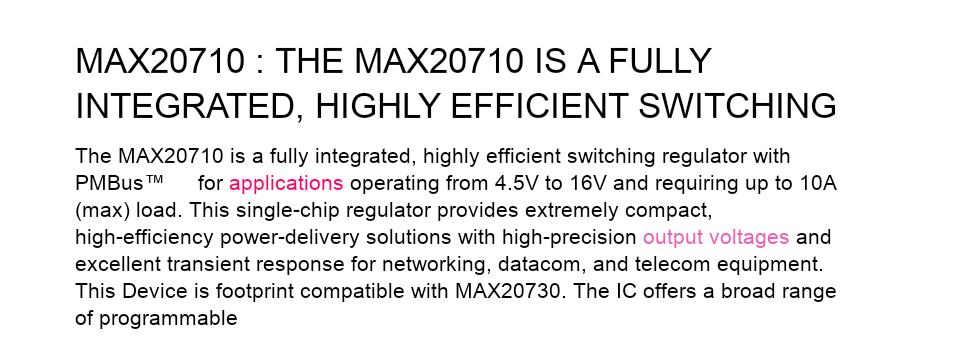 MAX20710 : THE MAX20710 IS A FULLY
INTEGRATED, HIGHLY EFFICIENT SWITCHING
The MAX20710 is a fully integrated, highly efficient switching regulator with
PMBus™ for applications operating from 4.5V to 16V and requiring up to 10A
(max) load. This single-chip regulator provides extremely compact,
high-efficiency power-delivery solutions with high-precision output voltages and
excellent transient response for networking, datacom, and telecom equipment.
This Device is footprint compatible with MAX20730. The IC offers a broad range
of programmable